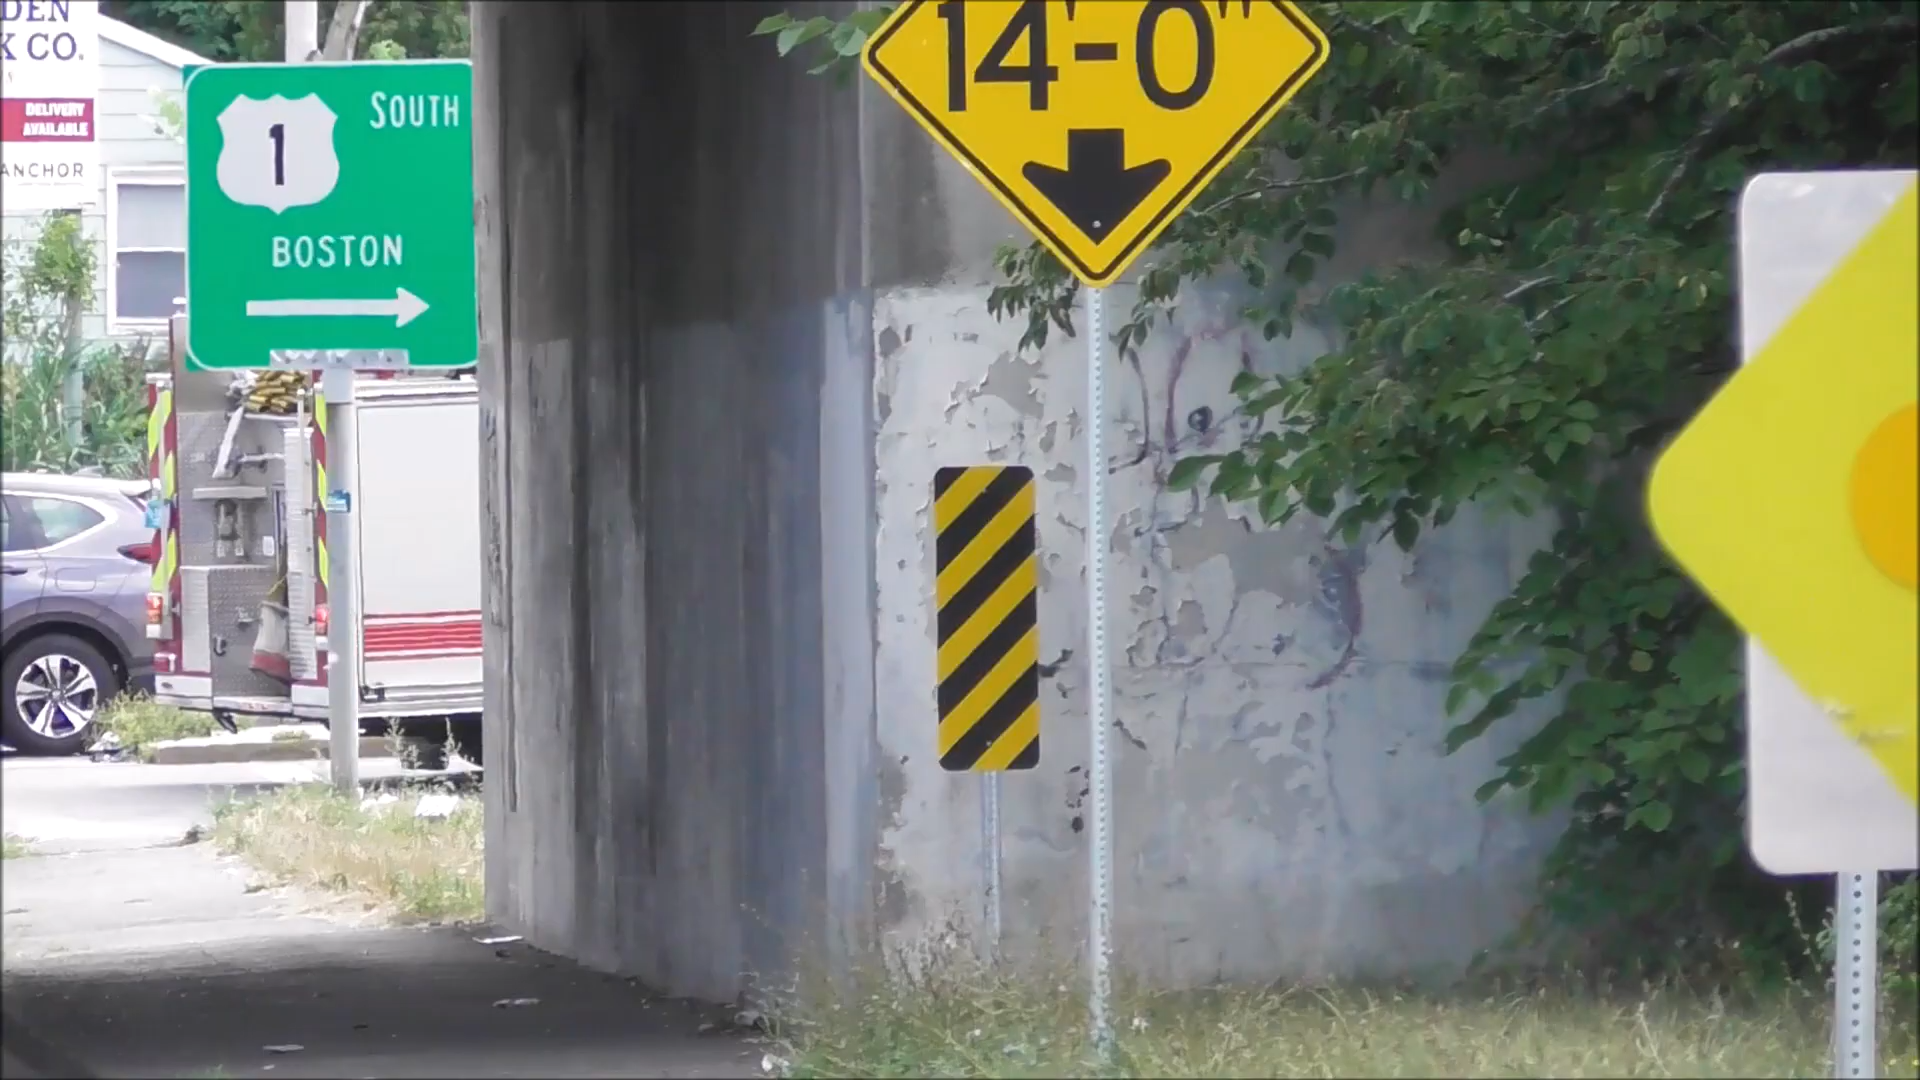 DEN
K CO.
DELIVERY
AVAILABLE
ANCHOR
1 SOUTH
BOSTON
14'-0"